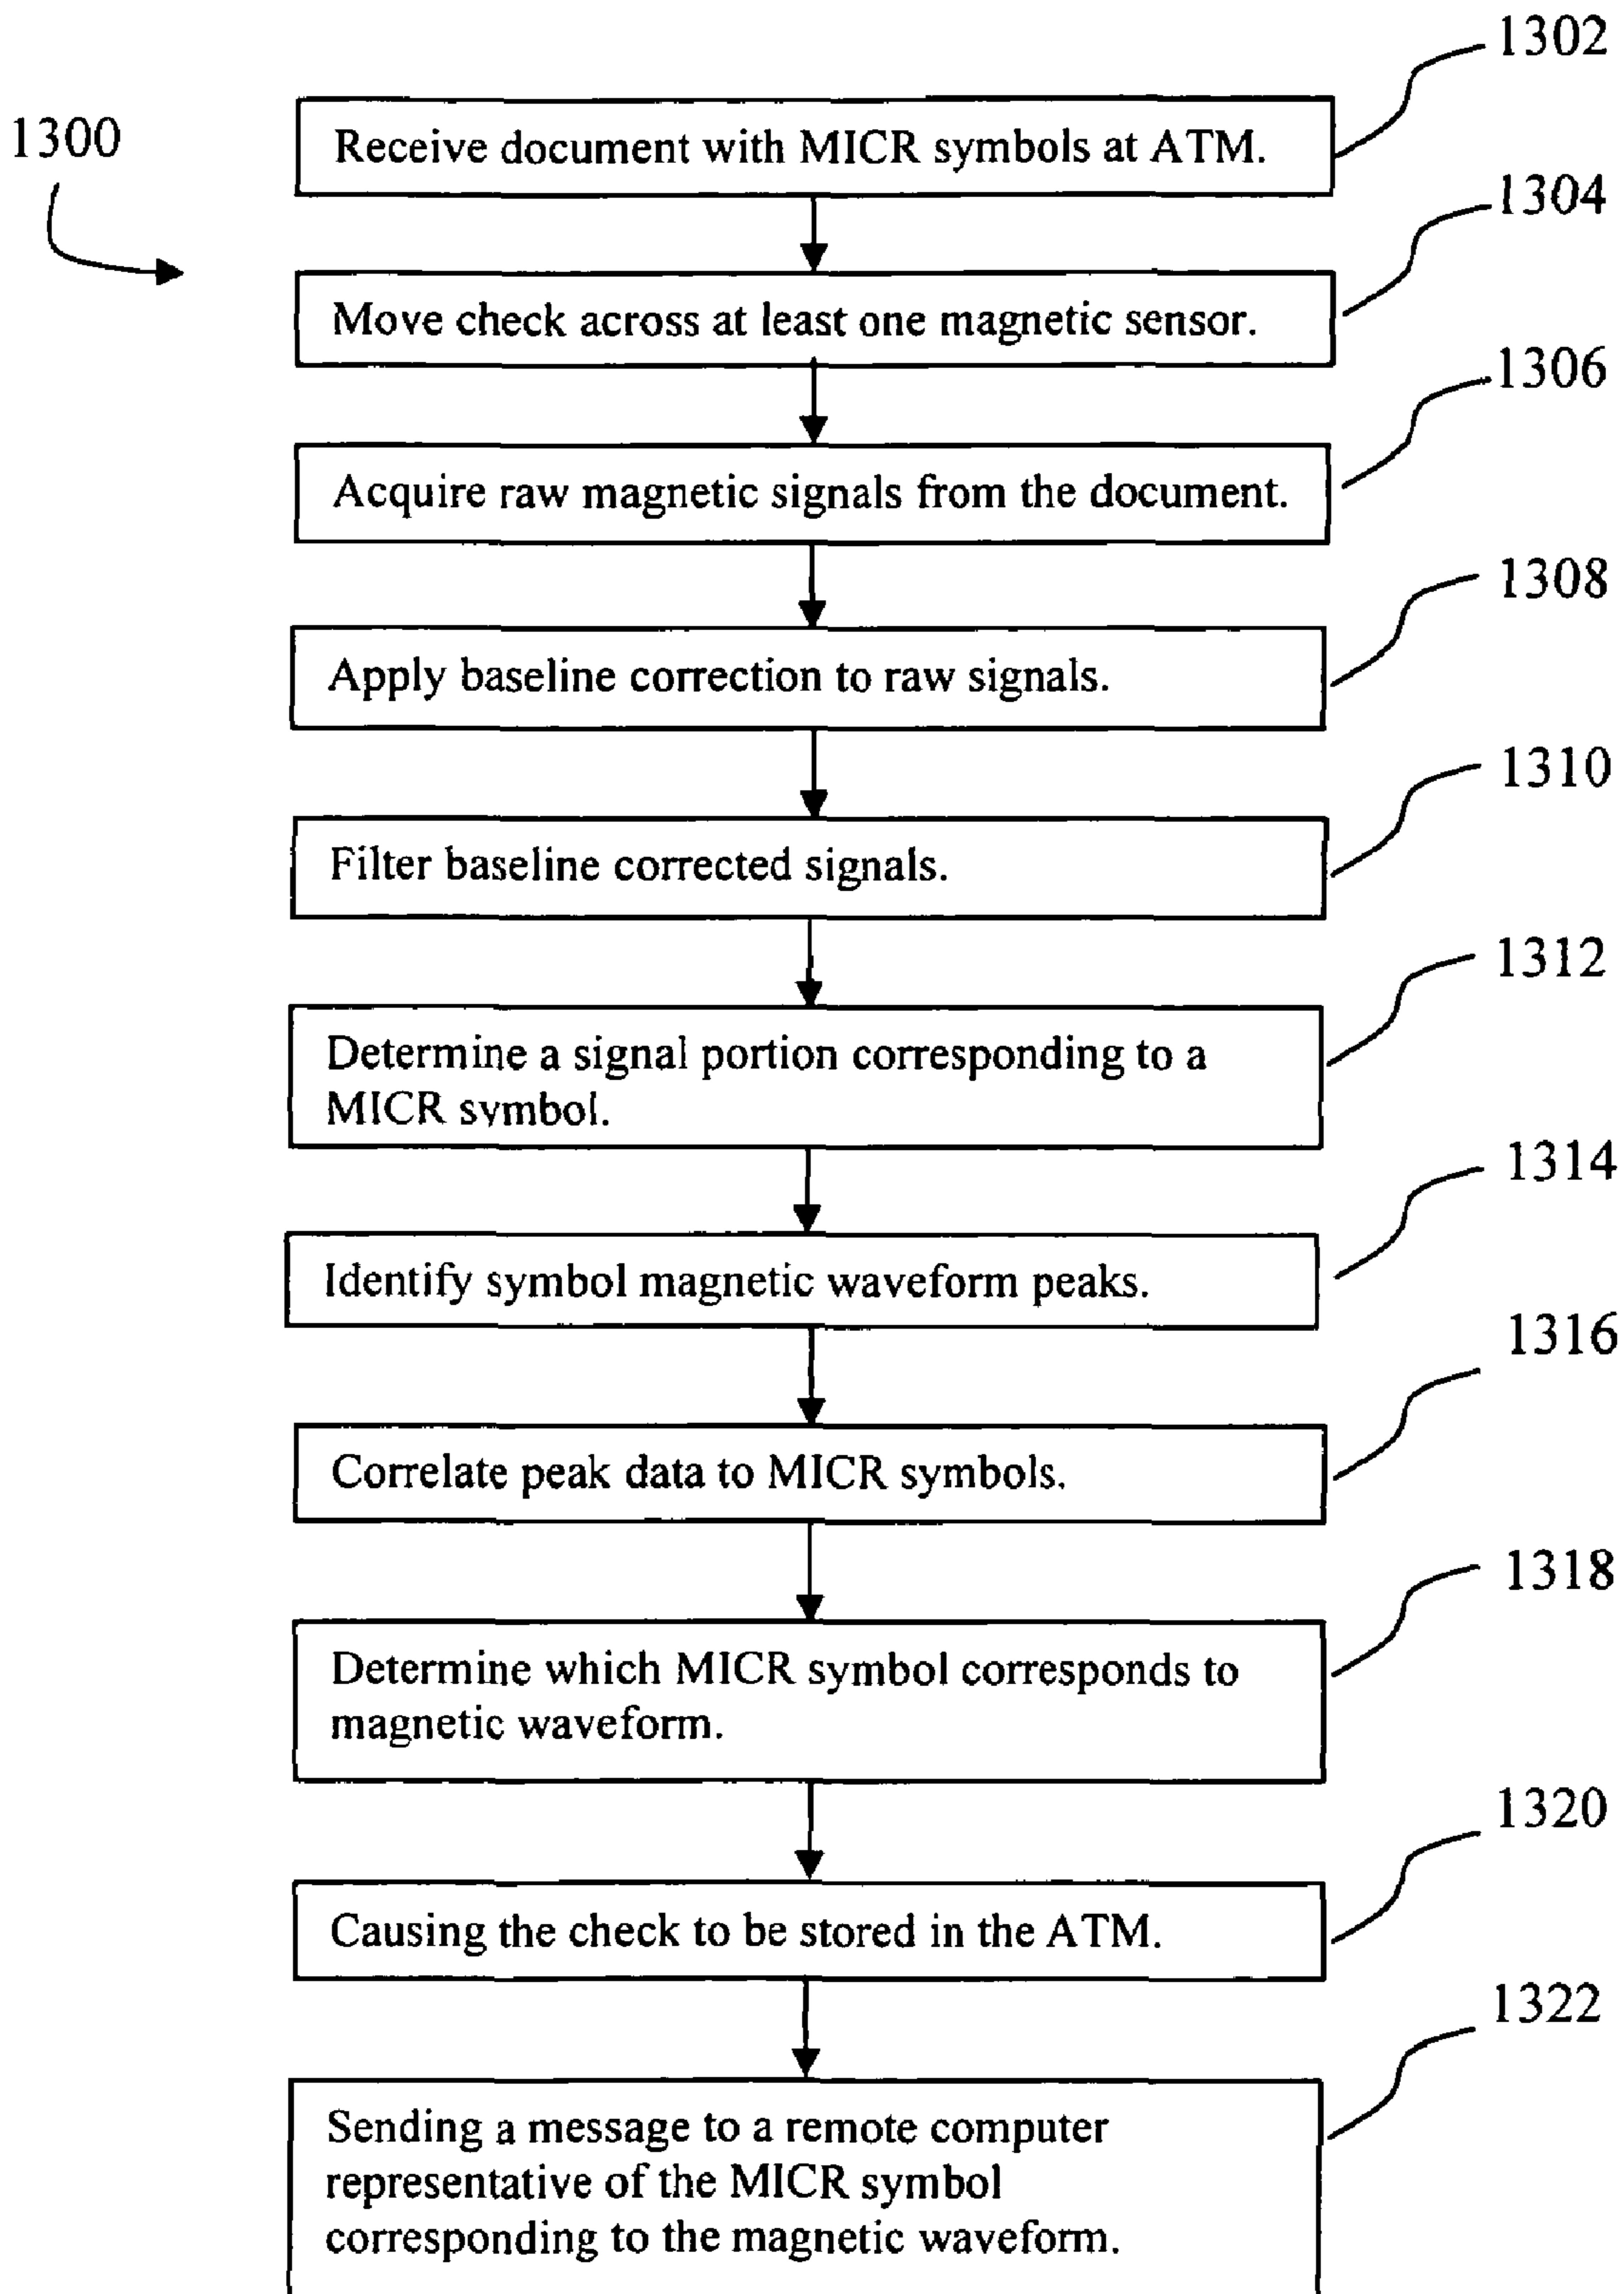 1302
1300
Receive document with MICR symbols at ATM.
1304
Move check across at least one magnetic sensor.
1306
Acquire raw magnetic signals from the document.
1308
Apply baseline correction to raw signals.
1310
Filter baseline corrected signals.
1312
Determine a signal portion corresponding to a
MICR symbol.
1314
Identify symbol magnetic waveform peaks.
1316
Correlate peak data to MICR symbols.
1318
Determine which MICR symbol corresponds to
magnetic waveform.
1320
Causing the check to be stored in the ATM.
1322
Sending a message to a remote computer
representative of the MICR symbol
corresponding to the magnetic waveform.